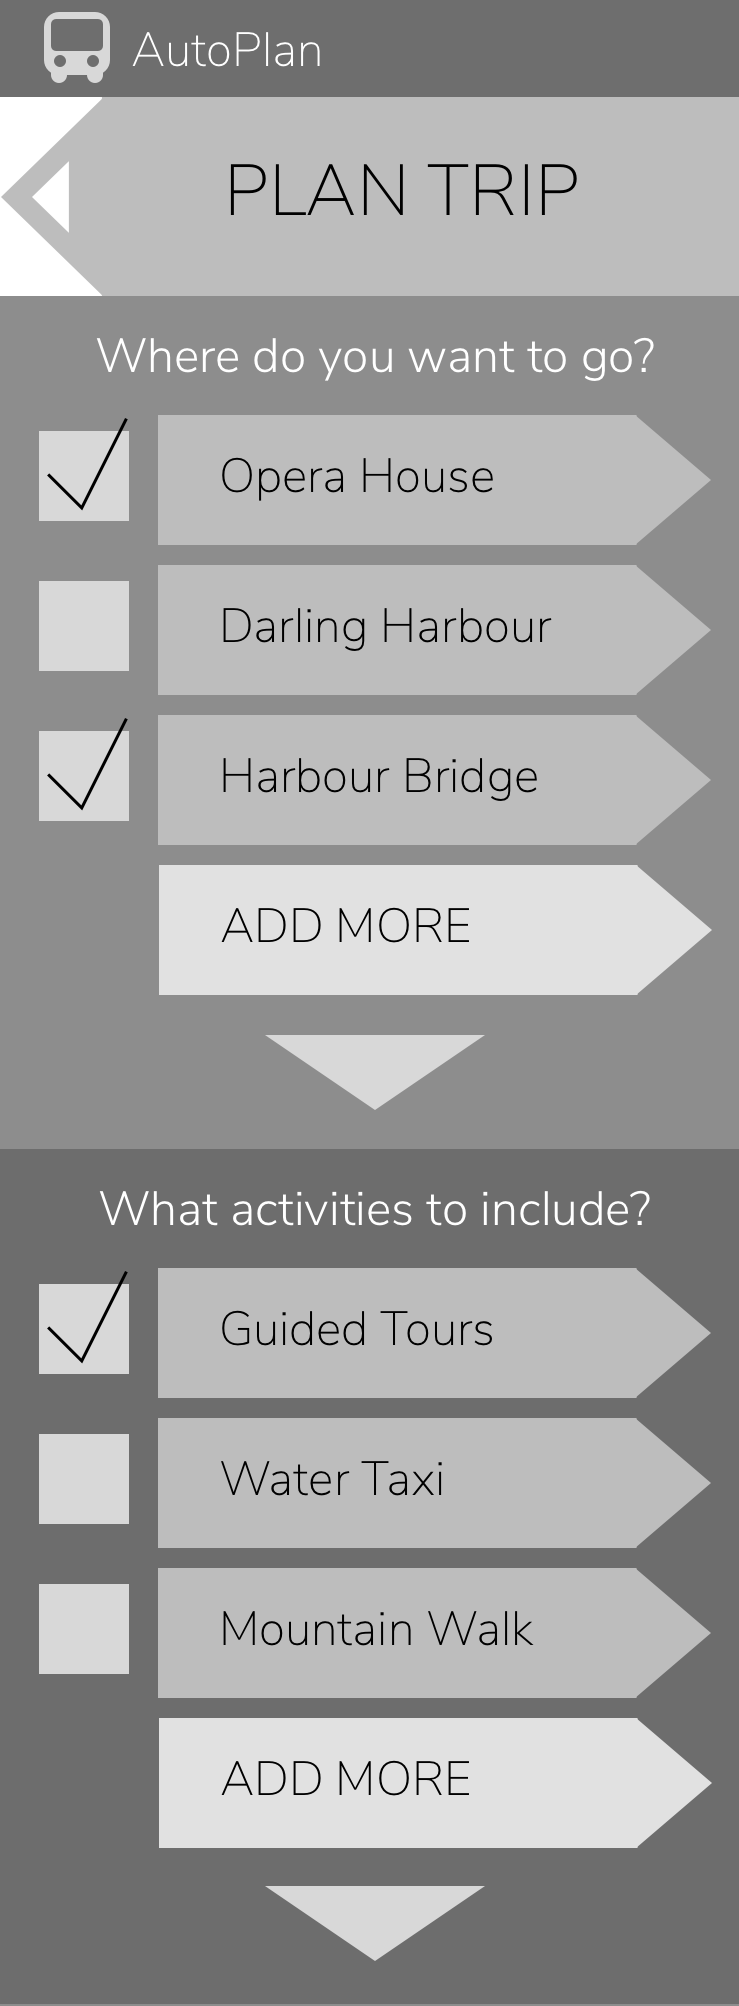 AutoPlan
PLAN TRIP
Where do you want to go?
Opera House
Darling Harbour
Harbour Bridge
ADD MORE
What activities to include?
Guided Tours
Water Taxi
Mountain Walk
ADD MORE